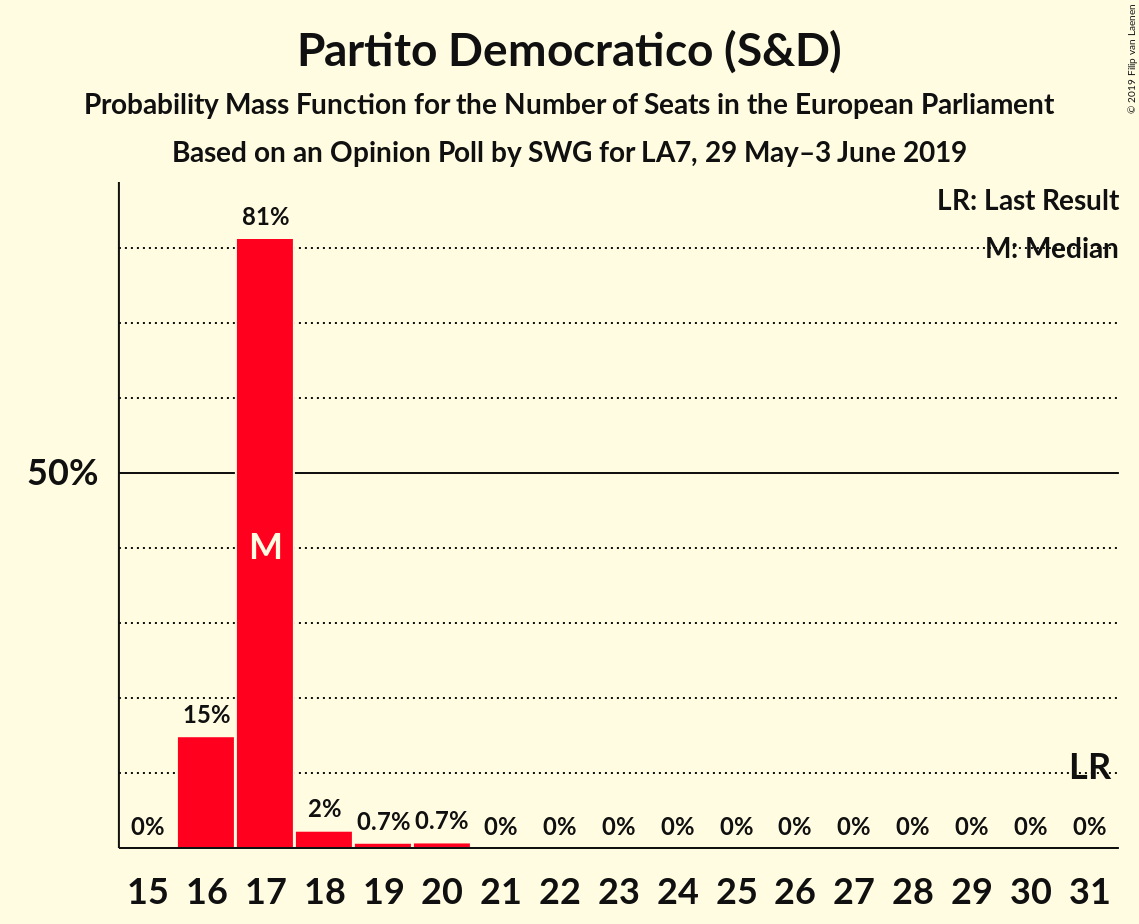 Partito Democratico (S&D)
Probability Mass Function for the Number of Seats in the European Parliament
Based on an Opinion Poll by SWG for LA7, 29 May–3 June 2019
© 2019 Filip van Laenen
LR: Last Result
M: Median
81%
50%
M
15%
LR
0%
2%
0.7%
0.7%
0%
0%
0%
0%
0%
0%
0%
0%
0%
0%
0%
15 16 17 18 19 20 21 22 23 24 25 26 27 28 29 30 31